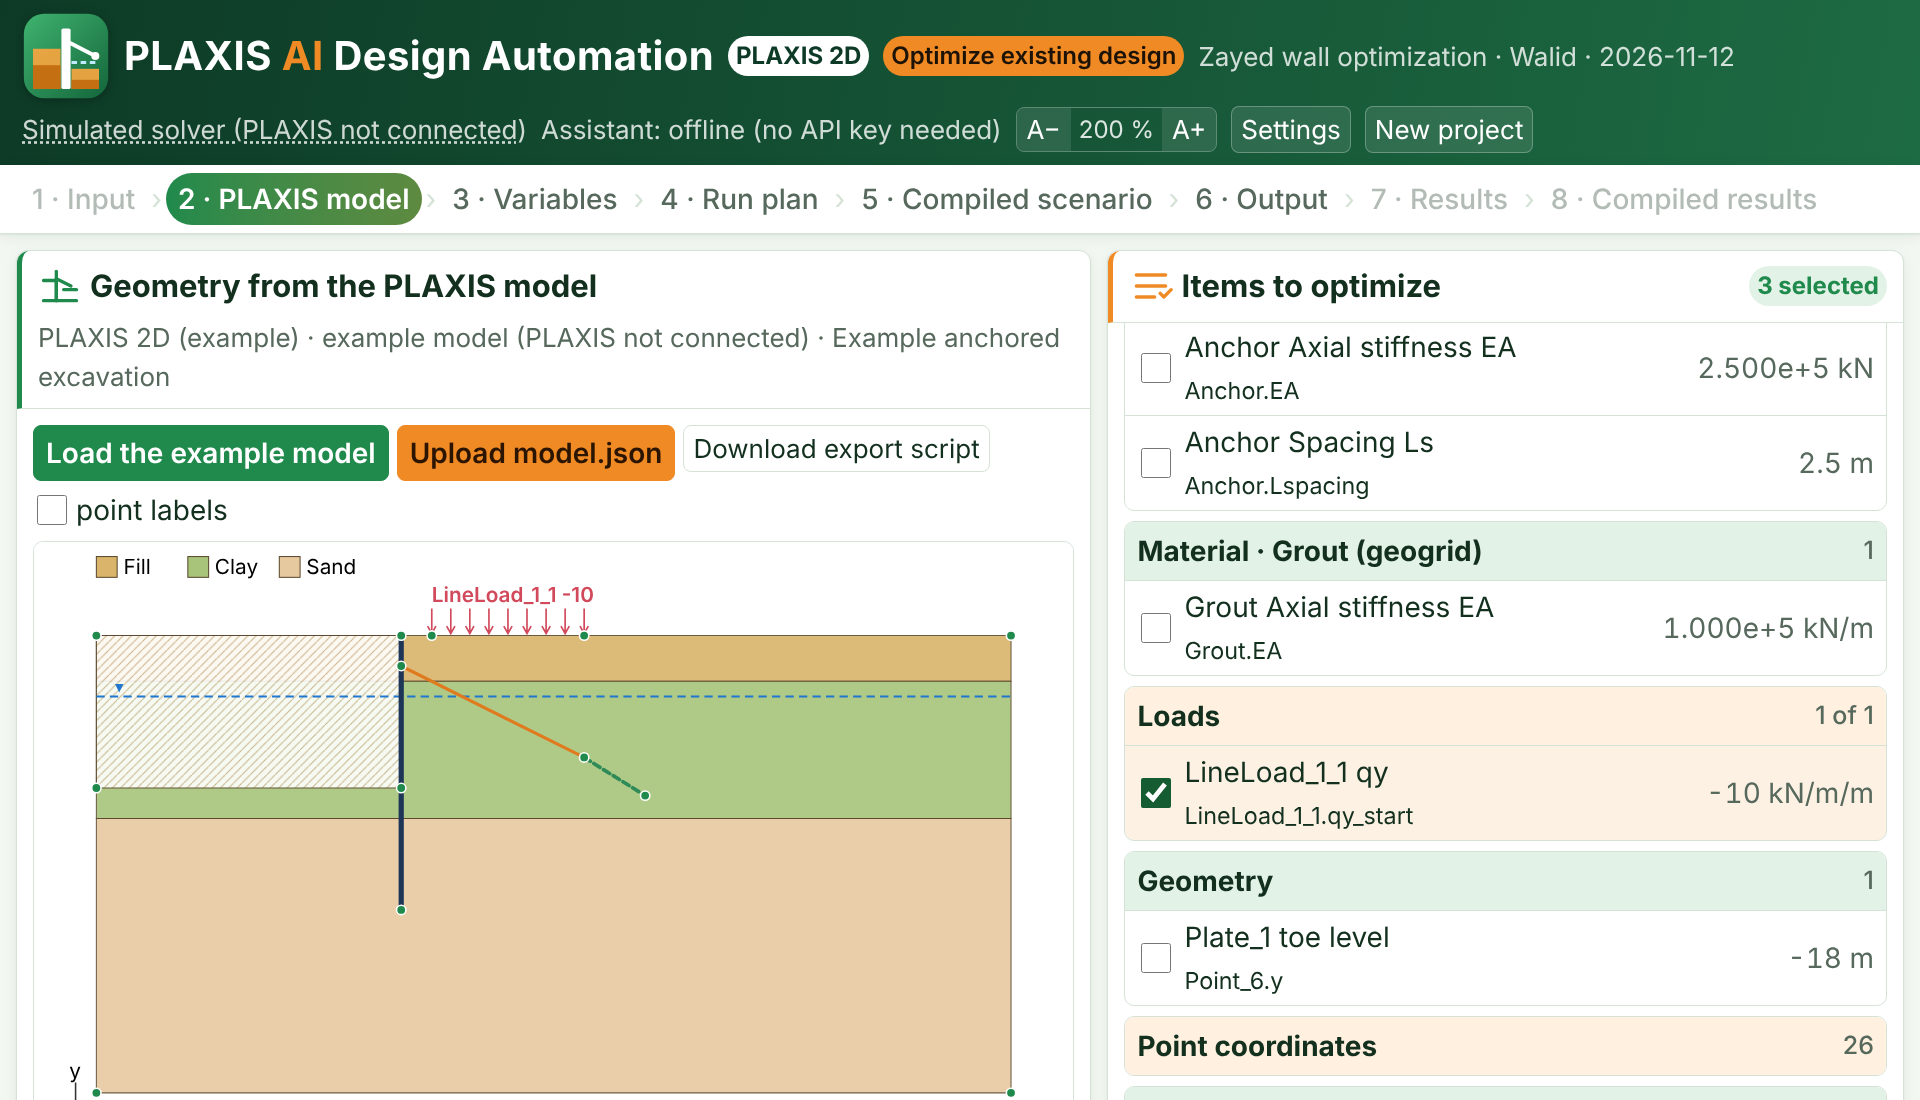 PLAXIS AI Design Automation PLAXIS 2D Optimize existing design Zayed wall optimization · Walid · 2026-11-12
Simulated solver (PLAXIS not connected) Assistant: offline (no API key needed) A− 200 % A+ Settings New project
1 · Input › 2 · PLAXIS model › 3 · Variables › 4 · Run plan › 5 · Compiled scenario › 6 · Output › 7 · Results › 8 · Compiled results
Geometry from the PLAXIS model
PLAXIS 2D (example) · example model (PLAXIS not connected) · Example anchored
excavation
Load the example model Upload model.json Download export script
point labels
Fill Clay Sand
LineLoad_1_1 -10
y
Items to optimize 3 selected
Anchor Axial stiffness EA 2.500e+5 kN
Anchor.EA
Anchor Spacing Ls 2.5 m
Anchor.Lspacing
Material · Grout (geogrid) 1
Grout Axial stiffness EA 1.000e+5 kN/m
Grout.EA
Loads 1 of 1
LineLoad_1_1 qy -10 kN/m/m
LineLoad_1_1.qy_start
Geometry 1
Plate_1 toe level -18 m
Point_6.y
Point coordinates 26